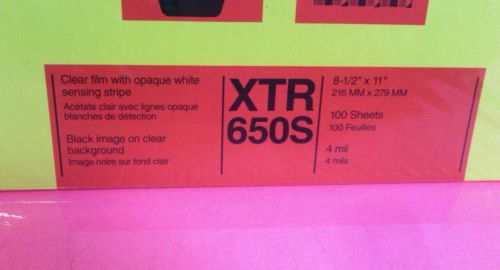 Clear film with opaque white
sensing stripe
Acétate clair avec lignes opaque
blanches de détection
Black image on clear
background
Image noire sur fond clair
XTR
650S
8-1/2" x 11"
216 MM x 279 MM
100 Sheets
100 Feuilles
4 mil
4 mils